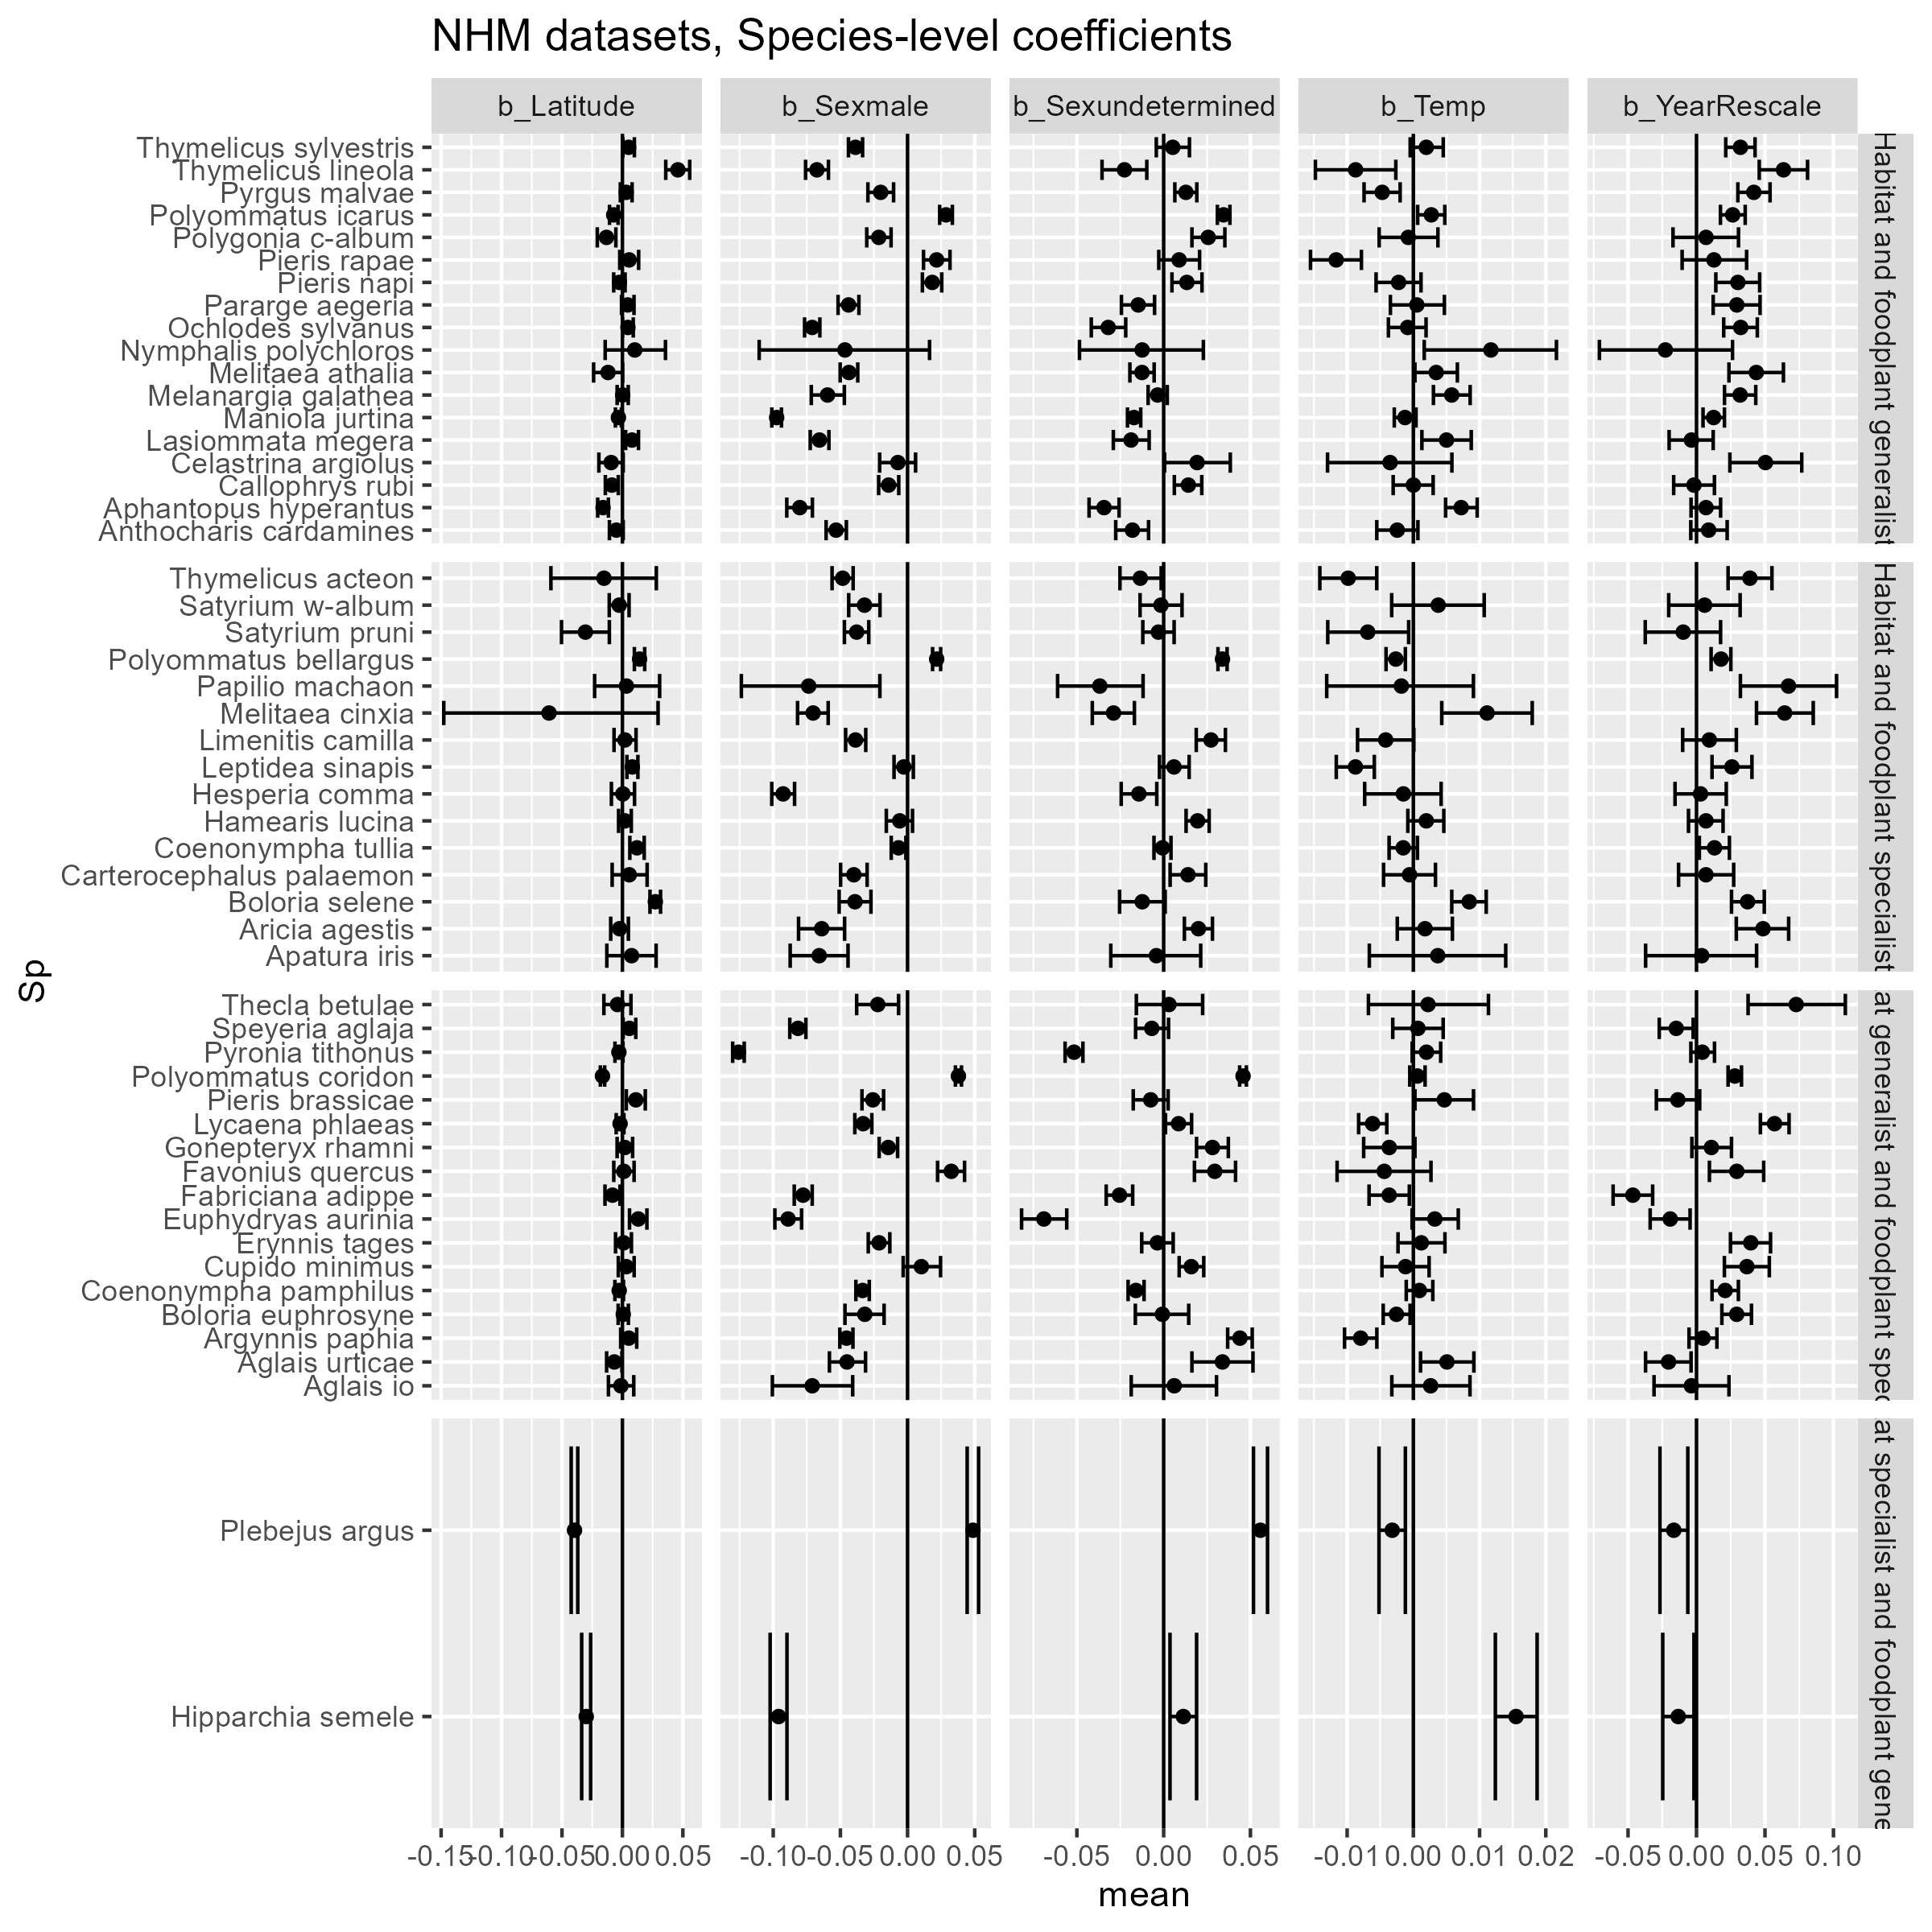 NHM datasets, Species-level coefficients
b_Latitude
b_Sexmale
b_Sexundetermined
b_Temp
b_YearRescale
Thymelicus sylvestris
Thymelicus lineola
Pyrgus malvae
Polyommatus icarus
Polygonia c-album
Pieris rapae
Pieris napi
Pararge aegeria
Ochlodes sylvanus
Nymphalis polychloros
Melitaea athalia
Melanargia galathea
Maniola jurtina
Lasiommata megera
Celastrina argiolus
Callophrys rubi
Aphantopus hyperantus
Anthocharis cardamines
Habitat and foodplant generalist
Thymelicus acteon
Satyrium w-album
Satyrium pruni
Polyommatus bellargus
Papilio machaon
Melitaea cinxia
Limenitis camilla
Leptidea sinapis
Hesperia comma
Hamearis lucina
Coenonympha tullia
Carterocephalus palaemon
Boloria selene
Aricia agestis
Apatura iris
Habitat and foodplant specialist
Thecla betulae
Speyeria aglaja
Pyronia tithonus
Polyommatus coridon
Pieris brassicae
Lycaena phlaeas
Gonepteryx rhamni
Favonius quercus
Fabriciana adippe
Euphydryas aurinia
Erynnis tages
Cupido minimus
Coenonympha pamphilus
Boloria euphrosyne
Argynnis paphia
Aglais urticae
Aglais io
at generalist and foodplant spec
Plebejus argus
Hipparchia semele
at specialist and foodplant gene
Sp
-0.15 -0.10 -0.05 0.00 0.05
-0.10 -0.05 0.00 0.05
-0.05 0.00 0.05
-0.01 0.00 0.01 0.02
-0.05 0.00 0.05 0.10
mean